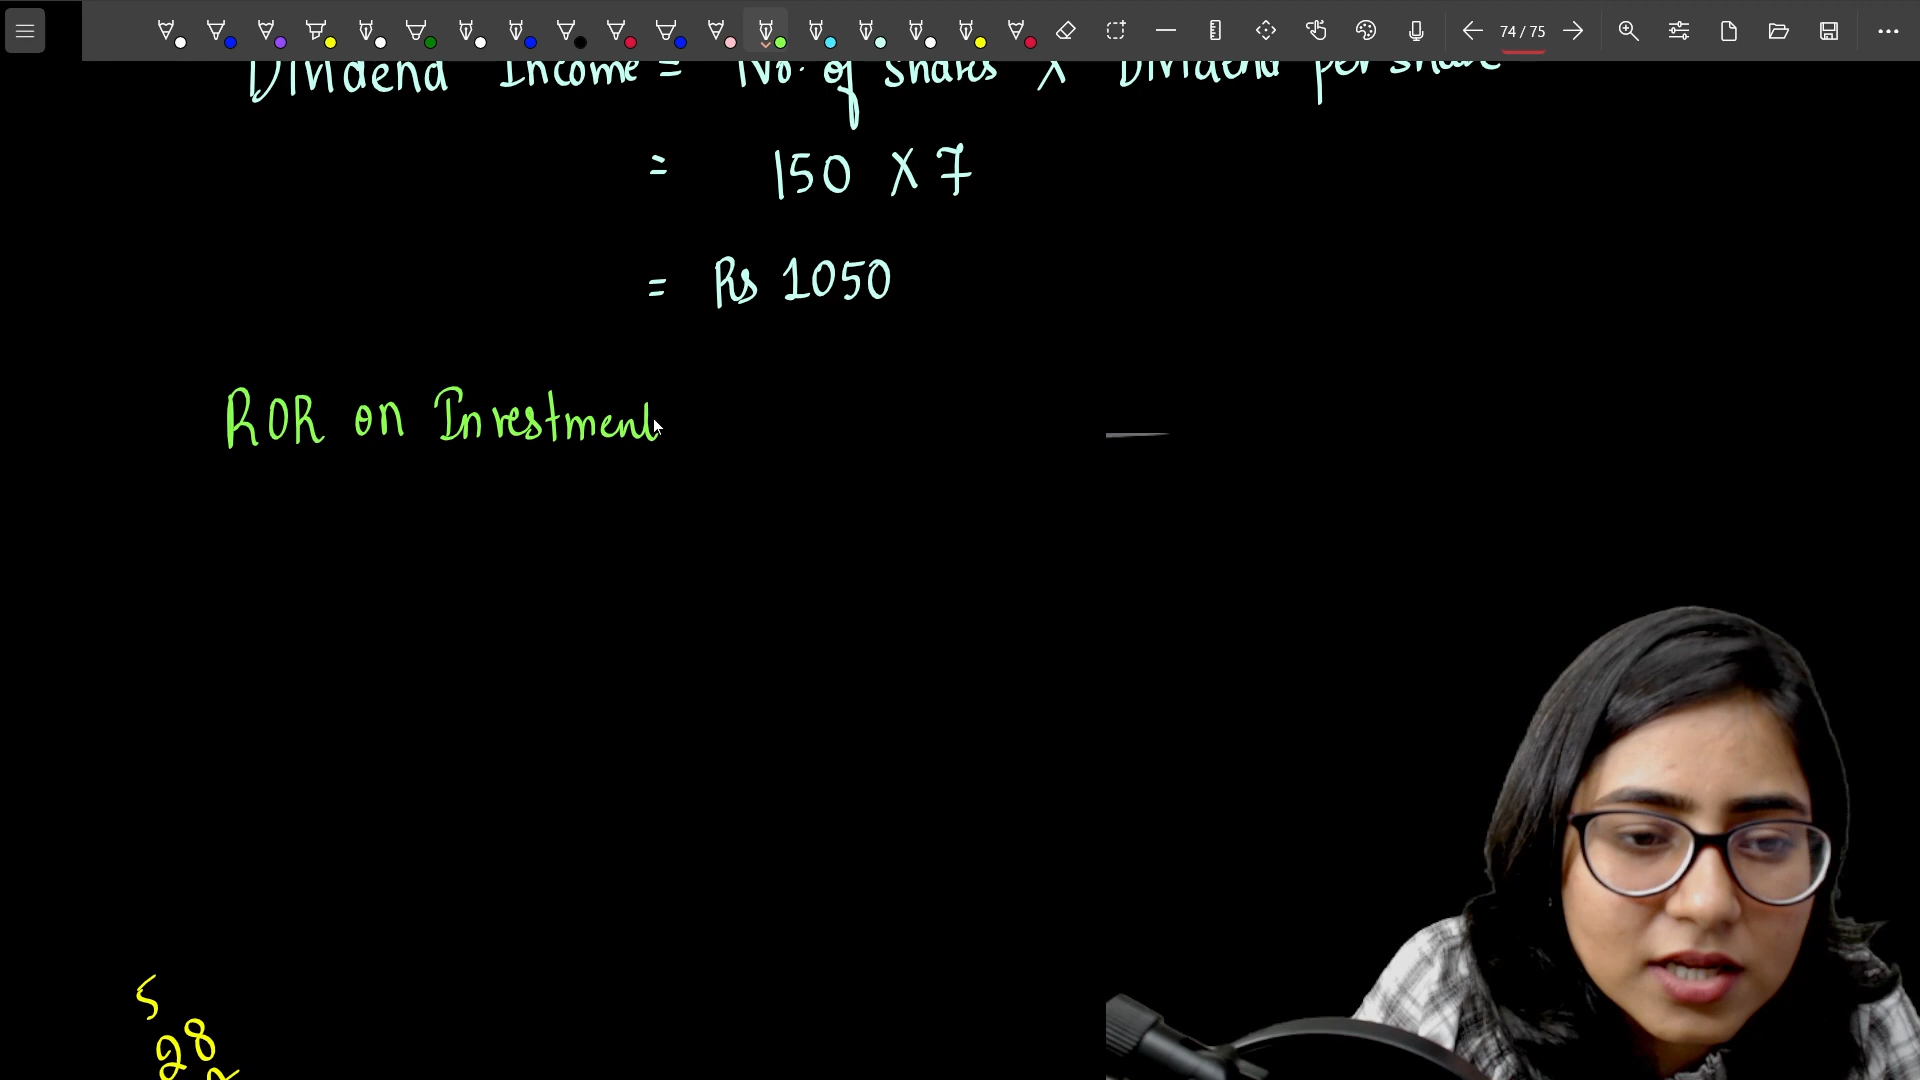 74 / 75
Dividend Income = No. of shares X Dividend per share
= 150 X 7
= Rs 1050
ROR on Investment
5
28